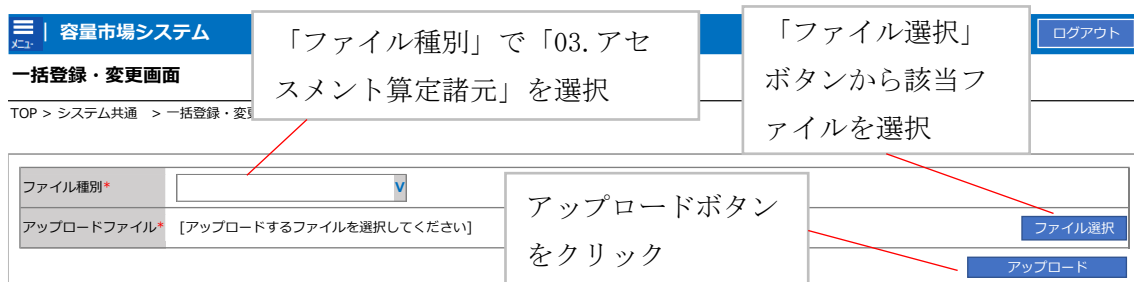 メニュー
容量市場システム
ログアウト
「ファイル種別」で「03.アセ
スメント算定諸元」を選択
「ファイル選択」
ボタンから該当フ
ァイルを選択
一括登録・変更画面
TOP > システム共通 > 一括登録・変
ファイル種別*
V
アップロードファイル* [アップロードするファイルを選択してください]
ファイル選択
アップロードボタン
をクリック
アップロード